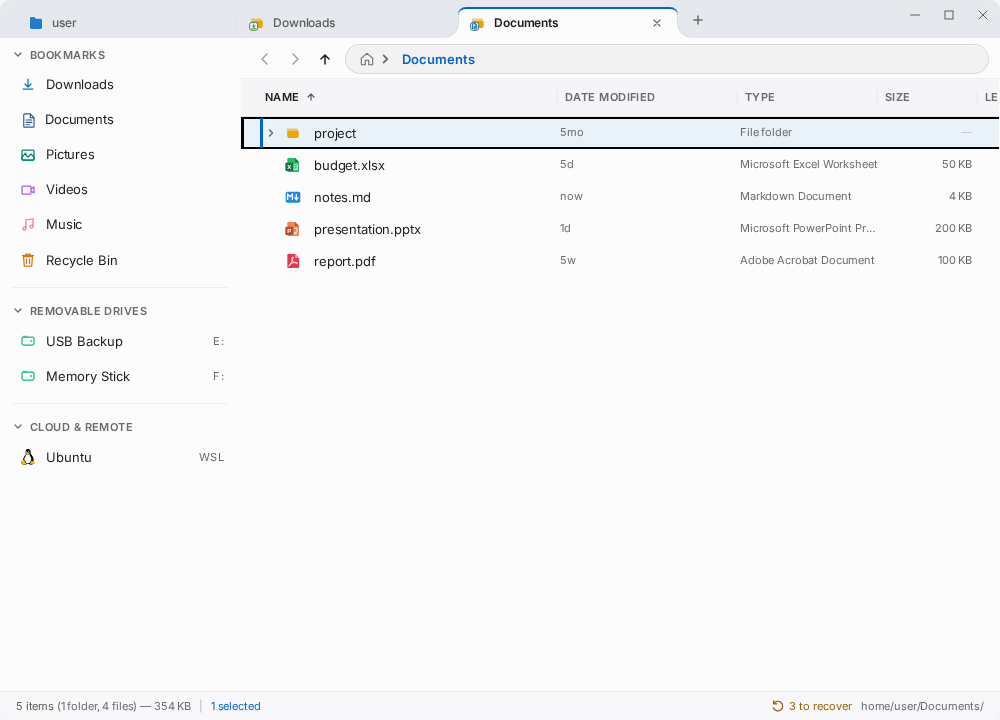 user
Downloads
Documents
BOOKMARKS
Downloads
Documents
Pictures
Videos
Music
Recycle Bin
REMOVABLE DRIVES
USB Backup E:
Memory Stick F:
CLOUD & REMOTE
Ubuntu WSL
Documents
NAME DATE MODIFIED TYPE SIZE LE
project 5mo File folder —
budget.xlsx 5d Microsoft Excel Worksheet 50 KB
notes.md now Markdown Document 4 KB
presentation.pptx 1d Microsoft PowerPoint Pr... 200 KB
report.pdf 5w Adobe Acrobat Document 100 KB
5 items (1 folder, 4 files) — 354 KB | 1 selected
3 to recover home/user/Documents/